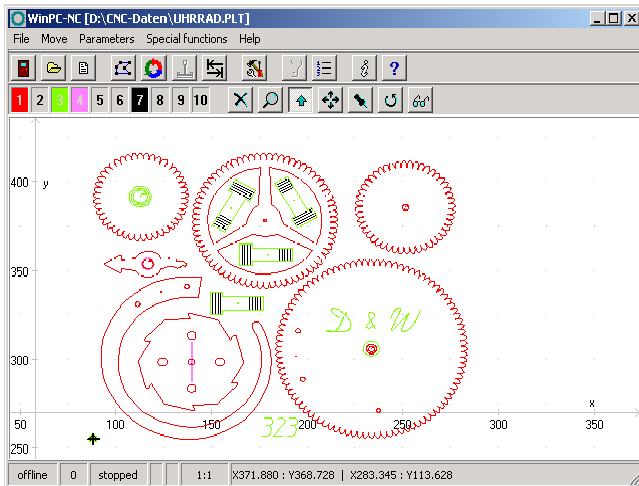 WinPC-NC [D:\CNC-Daten\UHRRAD.PLT]
File Move Parameters Special functions Help
1 2 3 4 5 6 7 8 9 10
y
400
350
D & W
300
x
50 100 150 200 250 300 350
323
250
offline 0 stopped 1:1 X371.880 : Y368.728 | X283.345 : Y113.628